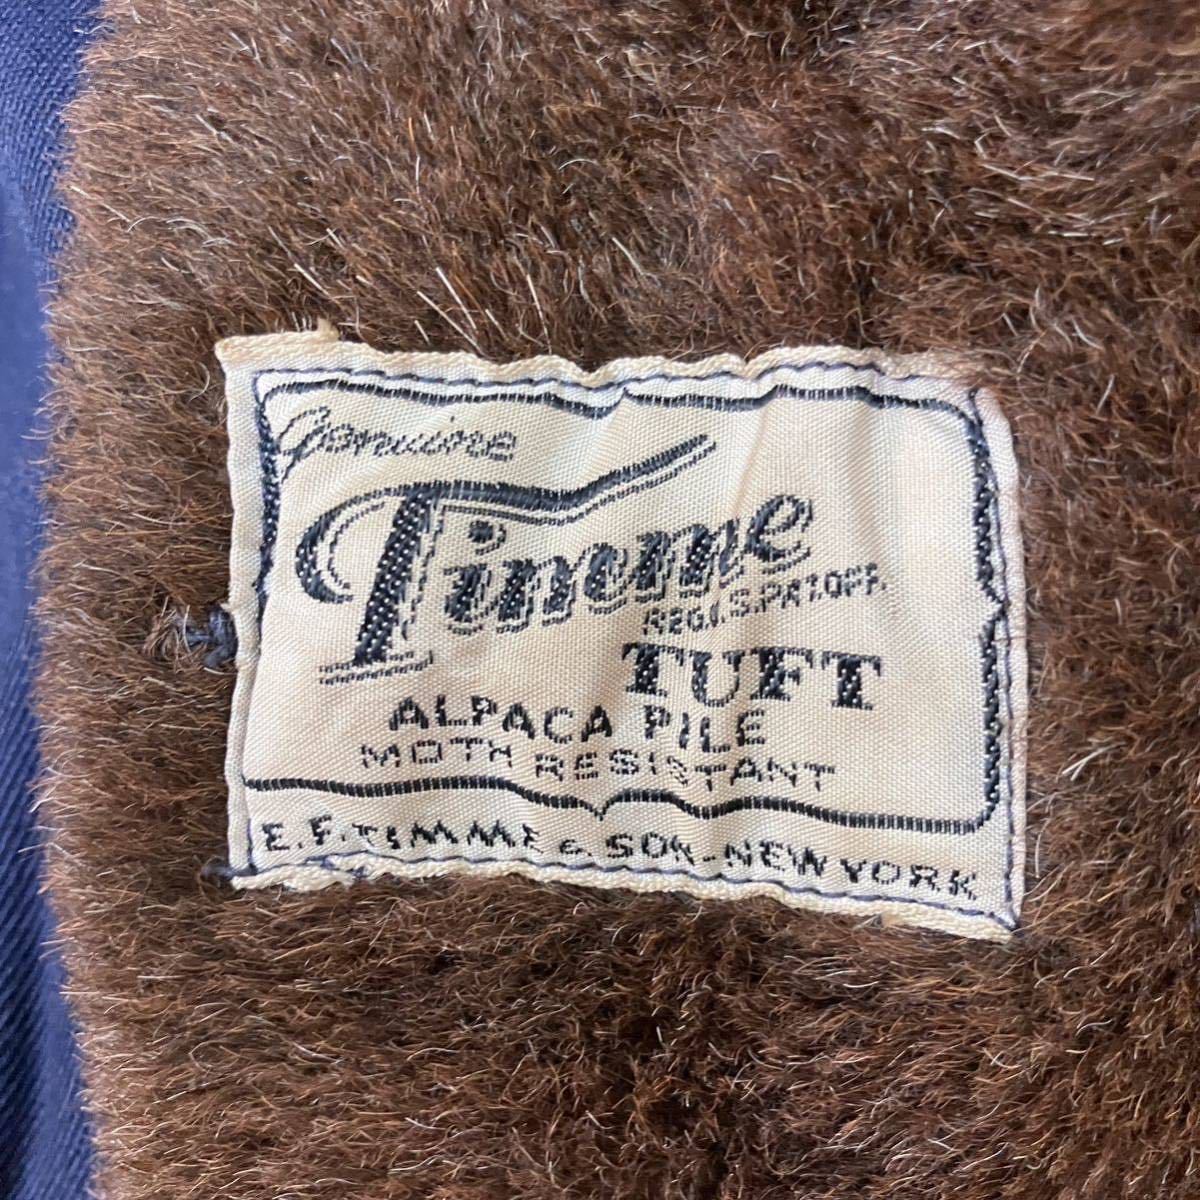 Genuine
Timme
REG.U.S.PAT.OFF.
TUFT
ALPACA PILE
MOTH RESISTANT
E.F.TIMME & SON-NEW YORK